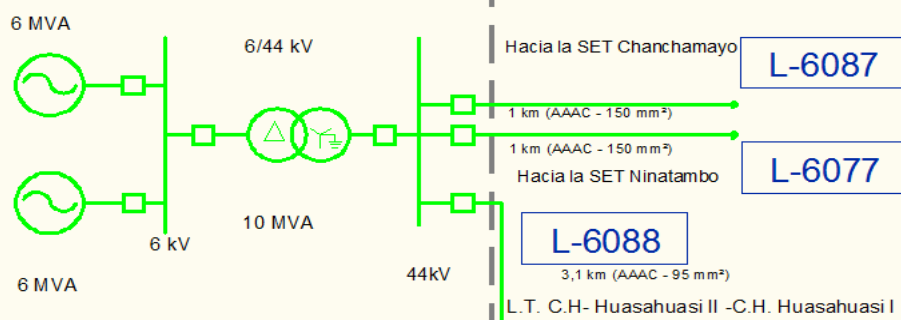 6 MVA
6/44 kV
Hacia la SET Chanchamayo
L-6087
1 km (AAAC - 150 mm²)
1 km (AAAC - 150 mm²)
Hacia la SET Ninatambo
L-6077
10 MVA
6 kV
L-6088
44kV
3,1 km (AAAC - 95 mm²)
6 MVA
L.T. C.H- Huasahuasi II -C.H. Huasahuasi I